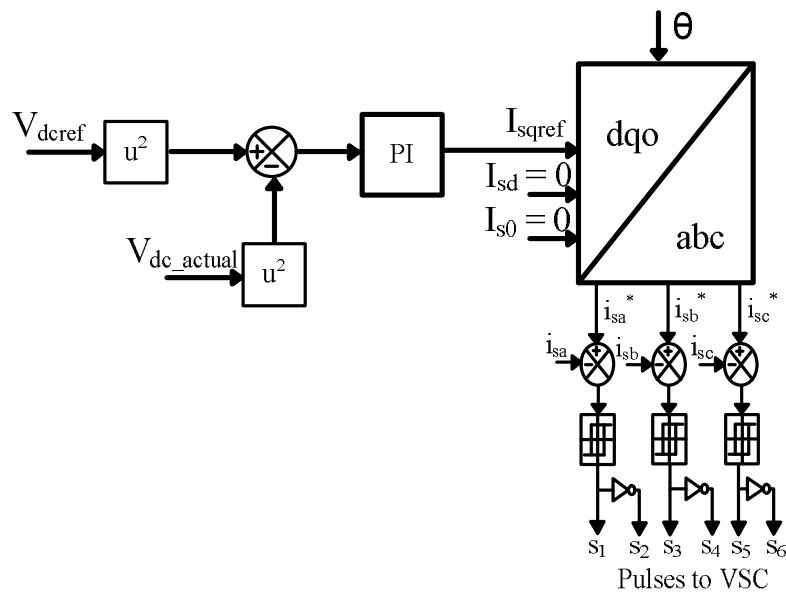 θ
V_dcref
u²
+
−
PI
I_sqref
I_sd = 0
I_s0 = 0
dqo
abc
V_dc_actual
u²
i_sa* i_sb* i_sc*
i_sa i_sb i_sc
+ + +
− − −
s₁ s₂ s₃ s₄ s₅ s₆
Pulses to VSC